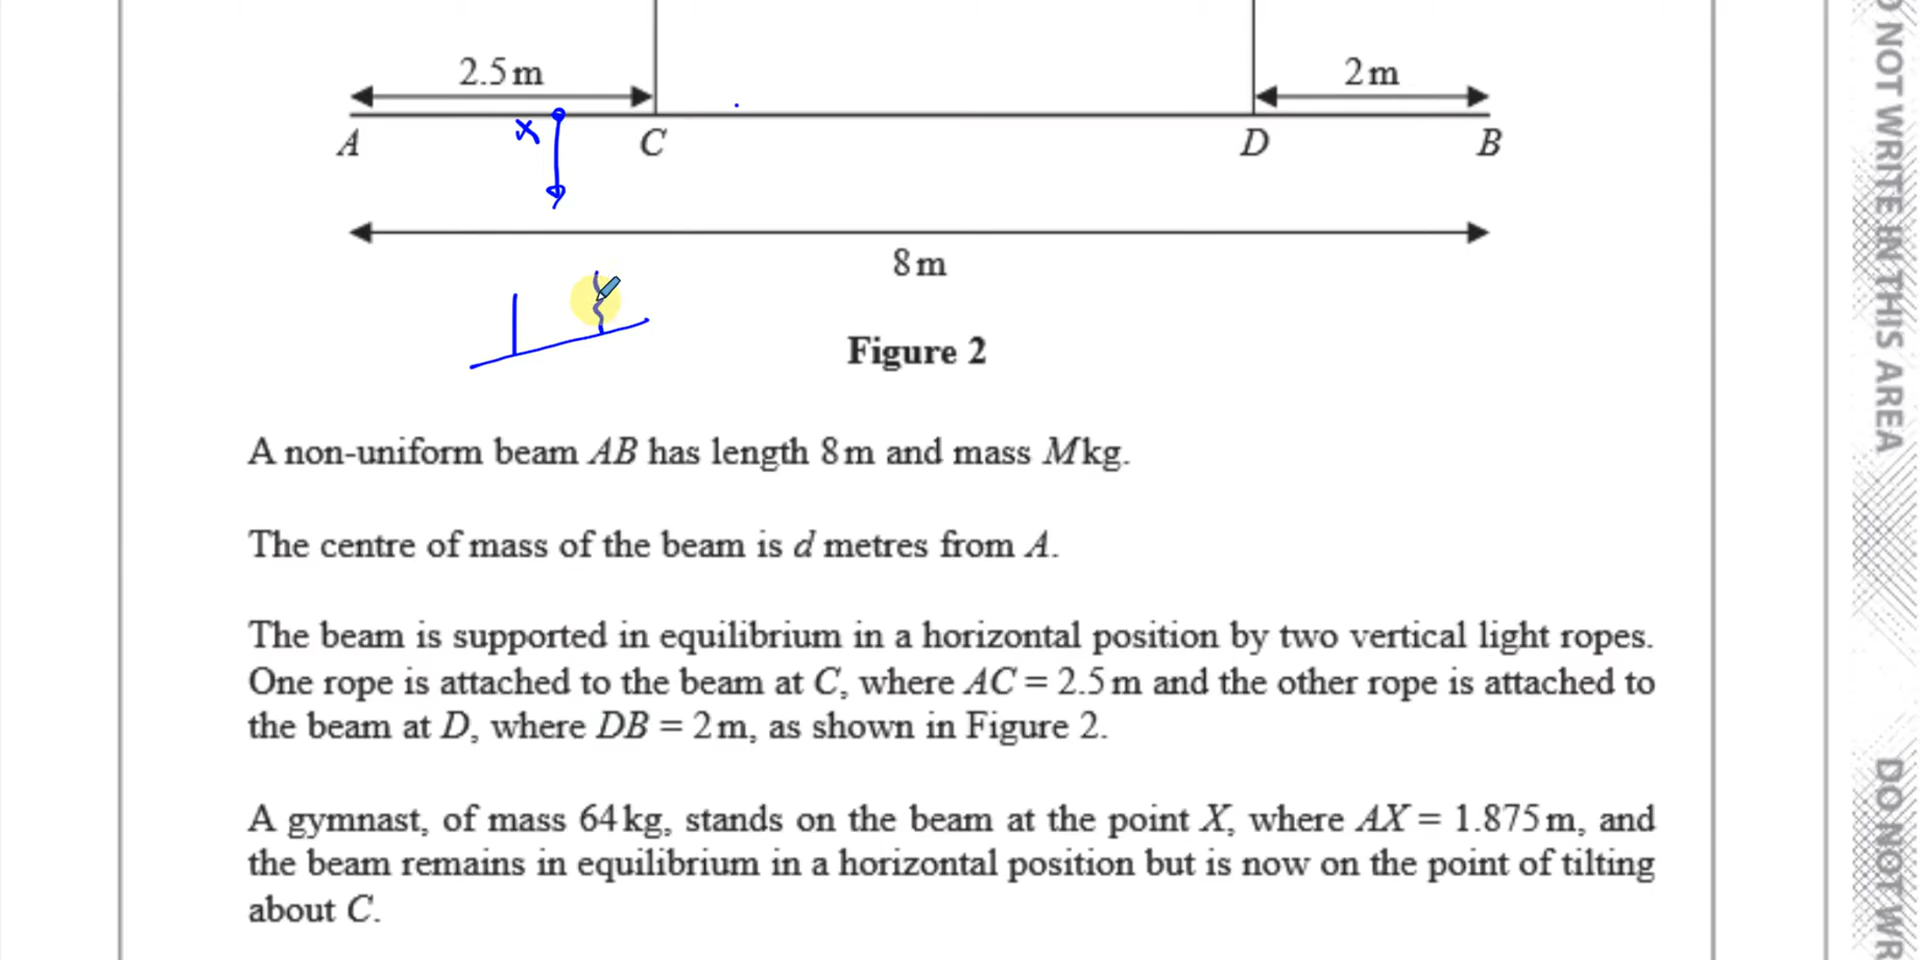 2.5 m
2 m
A
x
C
D
B
8 m
Figure 2
A non-uniform beam AB has length 8 m and mass M kg.
The centre of mass of the beam is d metres from A.
The beam is supported in equilibrium in a horizontal position by two vertical light ropes.
One rope is attached to the beam at C, where AC = 2.5 m and the other rope is attached to
the beam at D, where DB = 2 m, as shown in Figure 2.
A gymnast, of mass 64 kg, stands on the beam at the point X, where AX = 1.875 m, and
the beam remains in equilibrium in a horizontal position but is now on the point of tilting
about C.
O NOT WRITE IN THIS AREA
DO NOT WR